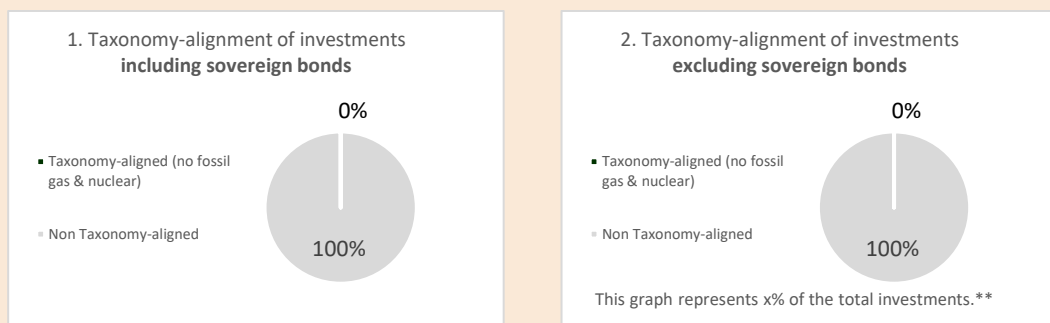 1. Taxonomy-alignment of investments
including sovereign bonds
0%
Taxonomy-aligned (no fossil
gas & nuclear)
Non Taxonomy-aligned
100%
2. Taxonomy-alignment of investments
excluding sovereign bonds
0%
Taxonomy-aligned (no fossil
gas & nuclear)
Non Taxonomy-aligned
100%
This graph represents x% of the total investments.**